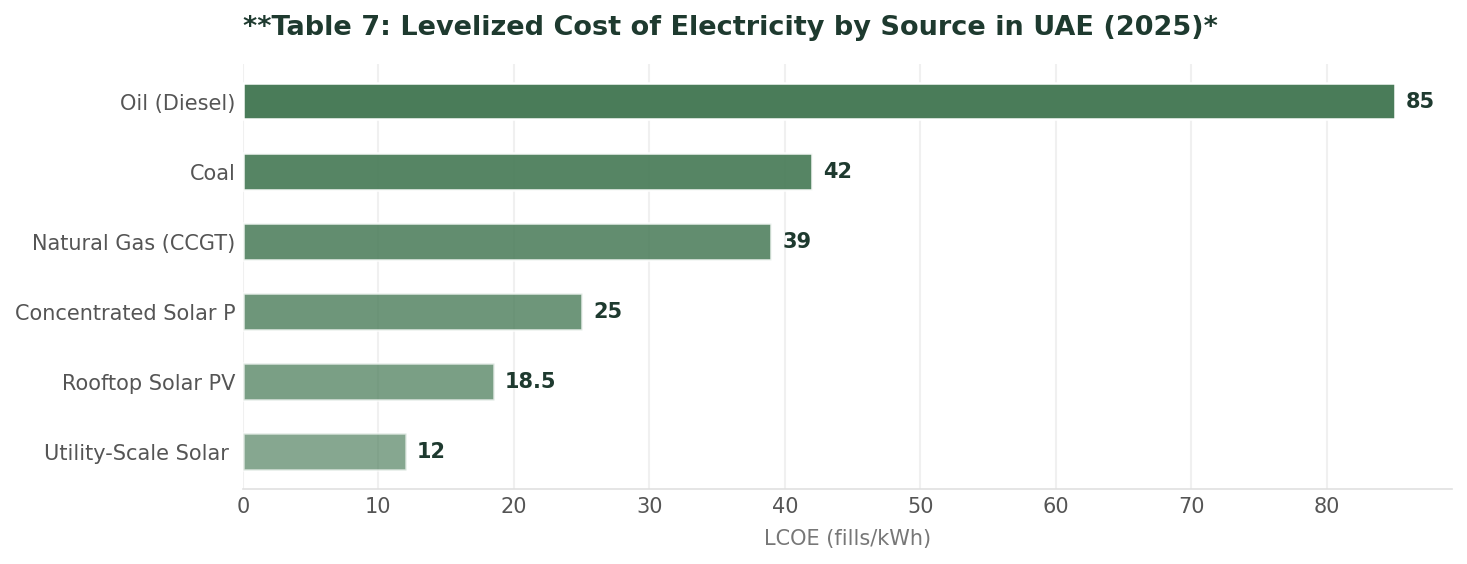 **Table 7: Levelized Cost of Electricity by Source in UAE (2025)*
Oil (Diesel) 85
Coal 42
Natural Gas (CCGT) 39
Concentrated Solar P 25
Rooftop Solar PV 18.5
Utility-Scale Solar 12
0 10 20 30 40 50 60 70 80
LCOE (fills/kWh)